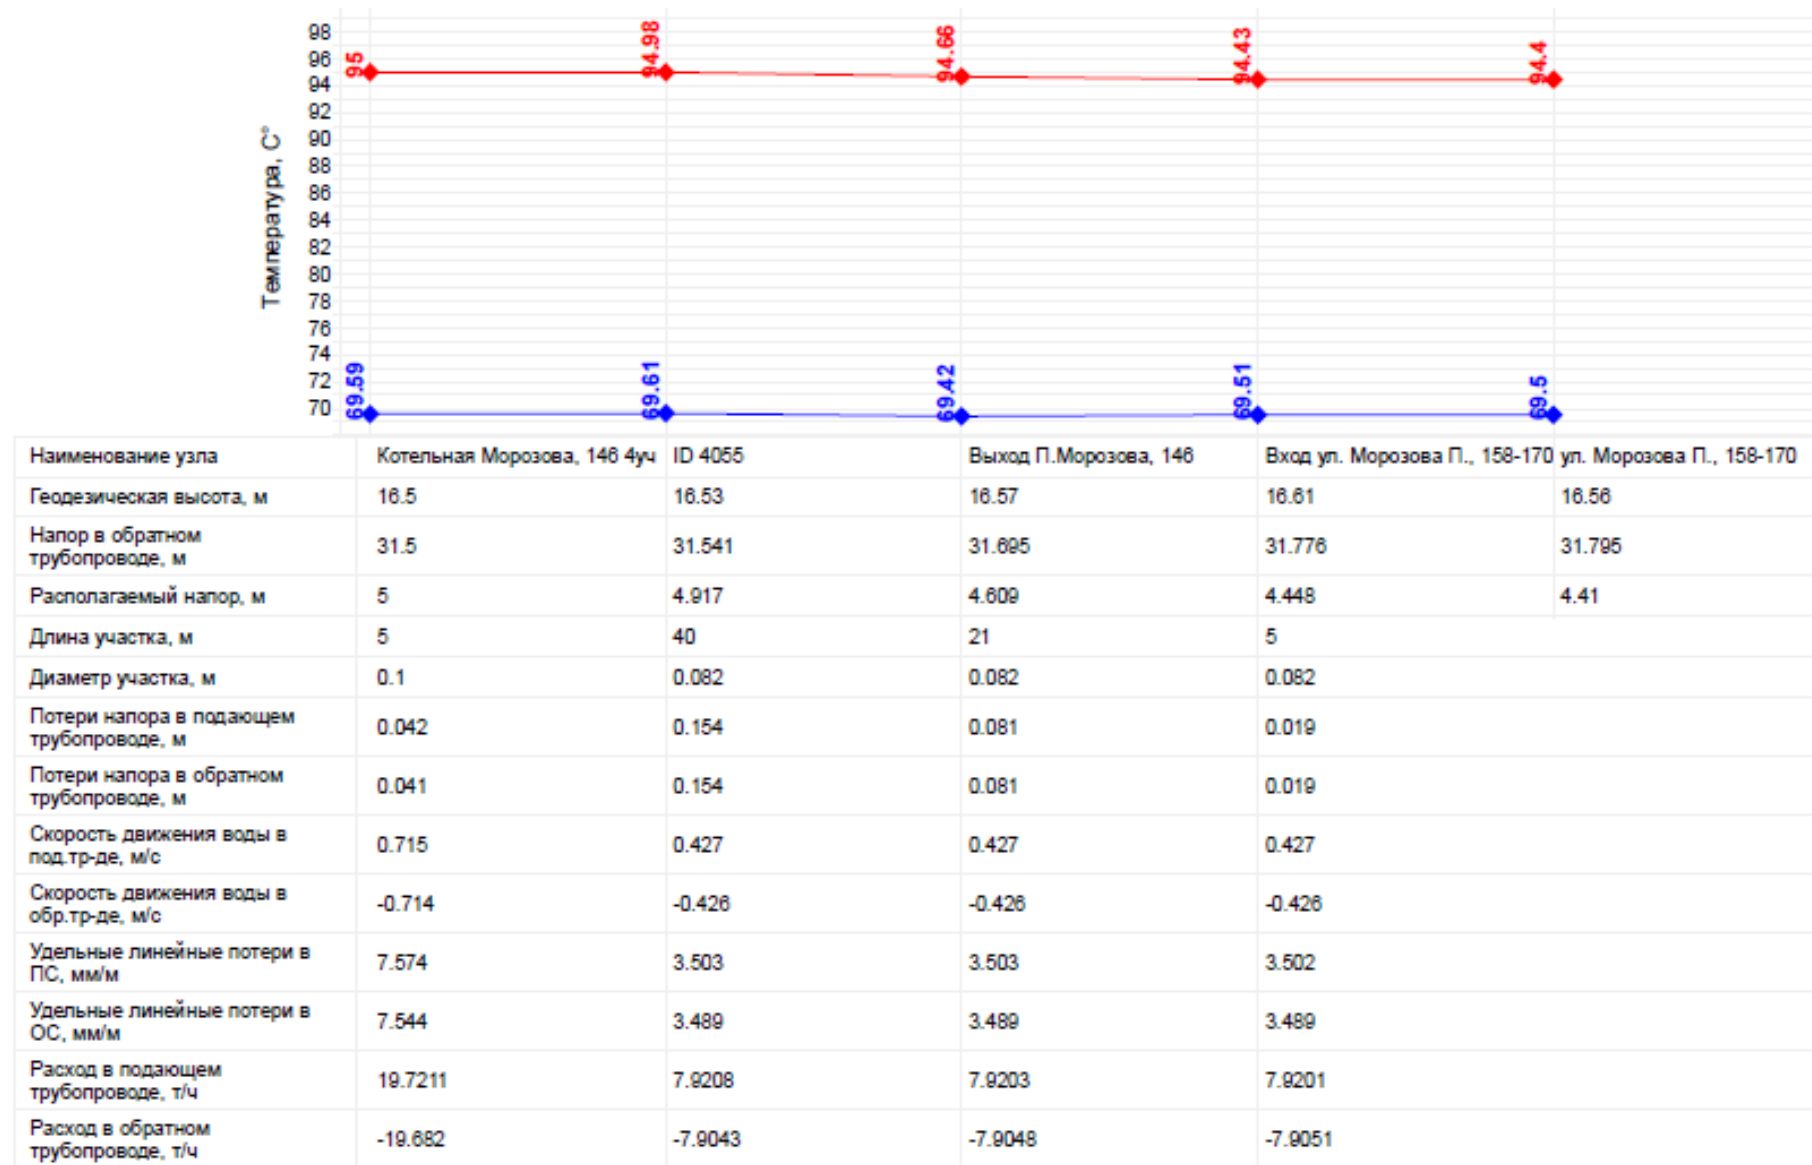 98
96
94
92
90
88
86
84
82
80
78
76
74
72
70
Температура, С°
95
94.98
94.66
94.43
94.4
69.59
69.61
69.42
69.51
69.5
Наименование узла Котельная Морозова, 146 4уч ID 4055 Выход П.Морозова, 146 Вход ул. Морозова П., 158-170 ул. Морозова П., 158-170
Геодезическая высота, м 16.5 16.53 16.57 16.61 16.56
Напор в обратном
трубопроводе, м 31.5 31.541 31.695 31.776 31.795
Располагаемый напор, м 5 4.917 4.609 4.448 4.41
Длина участка, м 5 40 21 5
Диаметр участка, м 0.1 0.082 0.082 0.082
Потери напора в подающем
трубопроводе, м 0.042 0.154 0.081 0.019
Потери напора в обратном
трубопроводе, м 0.041 0.154 0.081 0.019
Скорость движения воды в
под.тр-де, м/с 0.715 0.427 0.427 0.427
Скорость движения воды в
обр.тр-де, м/с -0.714 -0.426 -0.426 -0.426
Удельные линейные потери в
ПС, мм/м 7.574 3.503 3.503 3.502
Удельные линейные потери в
ОС, мм/м 7.544 3.489 3.489 3.489
Расход в подающем
трубопроводе, т/ч 19.7211 7.9208 7.9203 7.9201
Расход в обратном
трубопроводе, т/ч -19.682 -7.9043 -7.9048 -7.9051